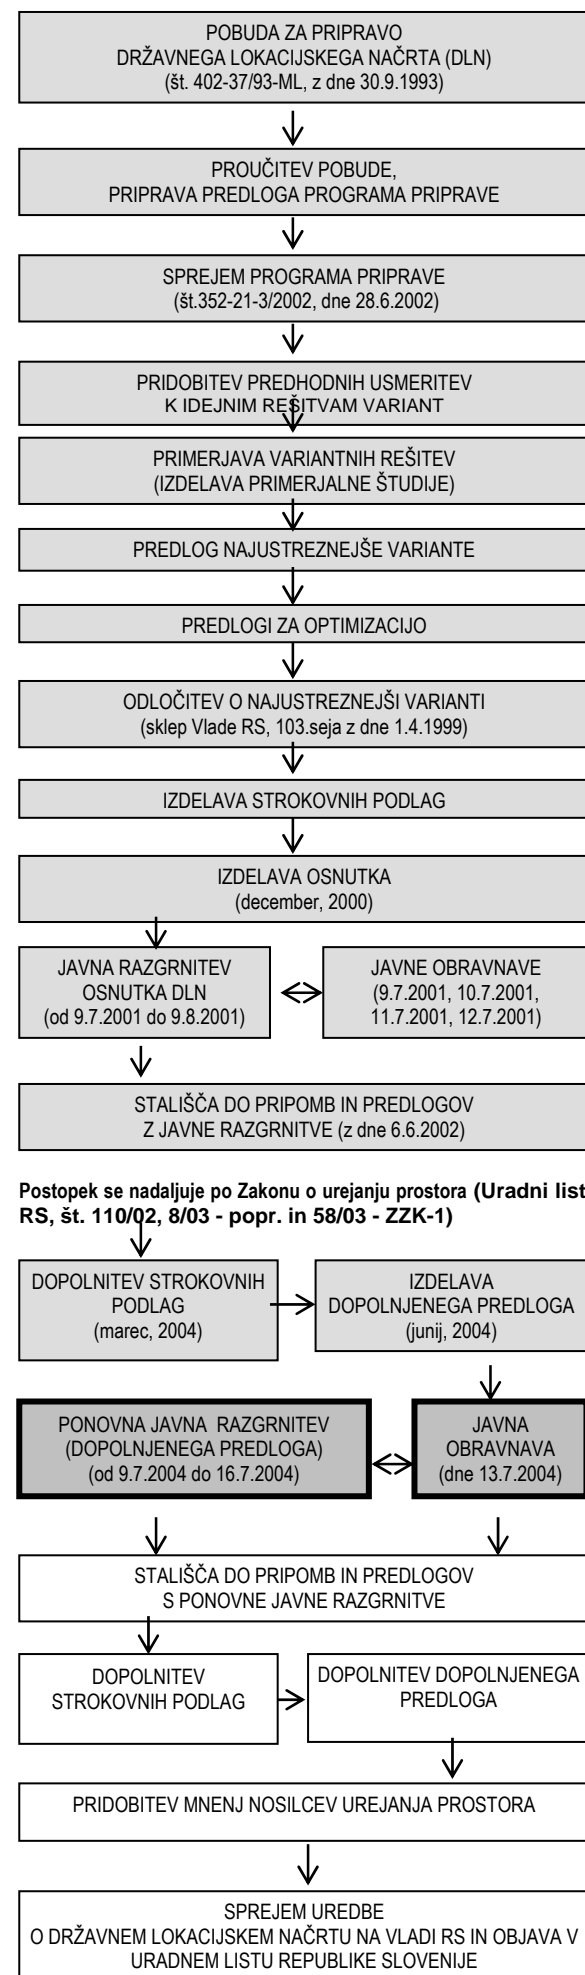 POBUDA ZA PRIPRAVO
DRŽAVNEGA LOKACIJSKEGA NAČRTA (DLN)
(št. 402-37/93-ML, z dne 30.9.1993)
PROUČITEV POBUDE,
PRIPRAVA PREDLOGA PROGRAMA PRIPRAVE
SPREJEM PROGRAMA PRIPRAVE
(št.352-21-3/2002, dne 28.6.2002)
PRIDOBITEV PREDHODNIH USMERITEV
K IDEJNIM REŠITVAM VARIANT
PRIMERJAVA VARIANTNIH REŠITEV
(IZDELAVA PRIMERJALNE ŠTUDIJE)
PREDLOG NAJUSTREZNEJŠE VARIANTE
PREDLOGI ZA OPTIMIZACIJO
ODLOČITEV O NAJUSTREZNEJŠI VARIANTI
(sklep Vlade RS, 103.seja z dne 1.4.1999)
IZDELAVA STROKOVNIH PODLAG
IZDELAVA OSNUTKA
(december, 2000)
JAVNA RAZGRNITEV
OSNUTKA DLN
(od 9.7.2001 do 9.8.2001)
JAVNE OBRAVNAVE
(9.7.2001, 10.7.2001,
11.7.2001, 12.7.2001)
STALIŠČA DO PRIPOMB IN PREDLOGOV
Z JAVNE RAZGRNITVE (z dne 6.6.2002)
Postopek se nadaljuje po Zakonu o urejanju prostora (Uradni list
RS, št. 110/02, 8/03 - popr. in 58/03 - ZZK-1)
DOPOLNITEV STROKOVNIH
PODLAG
(marec, 2004)
IZDELAVA
DOPOLNJENEGA PREDLOGA
(junij, 2004)
PONOVNA JAVNA RAZGRNITEV
(DOPOLNJENEGA PREDLOGA)
(od 9.7.2004 do 16.7.2004)
JAVNA
OBRAVNAVA
(dne 13.7.2004)
STALIŠČA DO PRIPOMB IN PREDLOGOV
S PONOVNE JAVNE RAZGRNITVE
DOPOLNITEV
STROKOVNIH PODLAG
DOPOLNITEV DOPOLNJENEGA
PREDLOGA
PRIDOBITEV MNENJ NOSILCEV UREJANJA PROSTORA
SPREJEM UREDBE
O DRŽAVNEM LOKACIJSKEM NAČRTU NA VLADI RS IN OBJAVA V
URADNEM LISTU REPUBLIKE SLOVENIJE